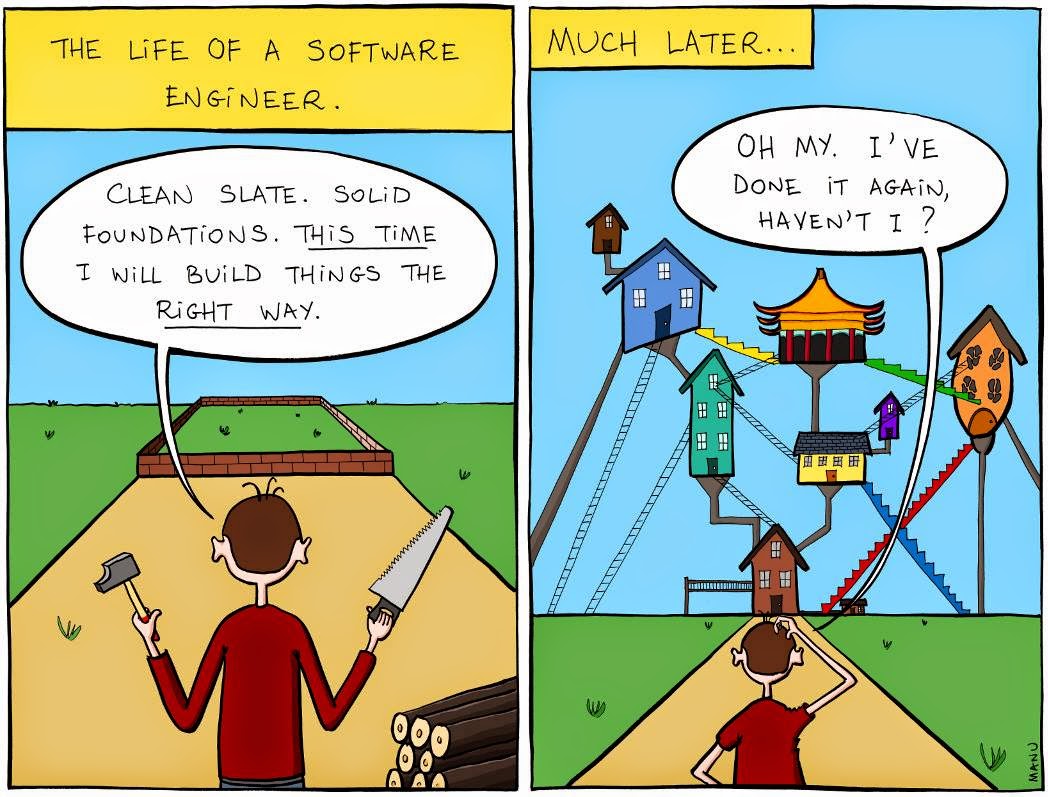 THE LIFE OF A SOFTWARE
ENGINEER.
CLEAN SLATE. SOLID
FOUNDATIONS. THIS TIME
I WILL BUILD THINGS THE
RIGHT WAY.
MUCH LATER...
OH MY. I'VE
DONE IT AGAIN,
HAVEN'T I ?
MANU